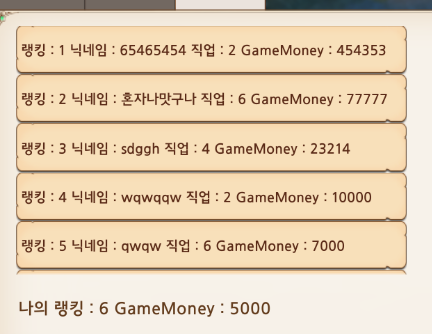 랭킹 : 1 닉네임 : 65465454 직업 : 2 GameMoney : 454353
랭킹 : 2 닉네임 : 혼자나맛구나 직업 : 6 GameMoney : 77777
랭킹 : 3 닉네임 : sdggh 직업 : 4 GameMoney : 23214
랭킹 : 4 닉네임 : wqwqqw 직업 : 2 GameMoney : 10000
랭킹 : 5 닉네임 : qwqw 직업 : 6 GameMoney : 7000
나의 랭킹 : 6 GameMoney : 5000